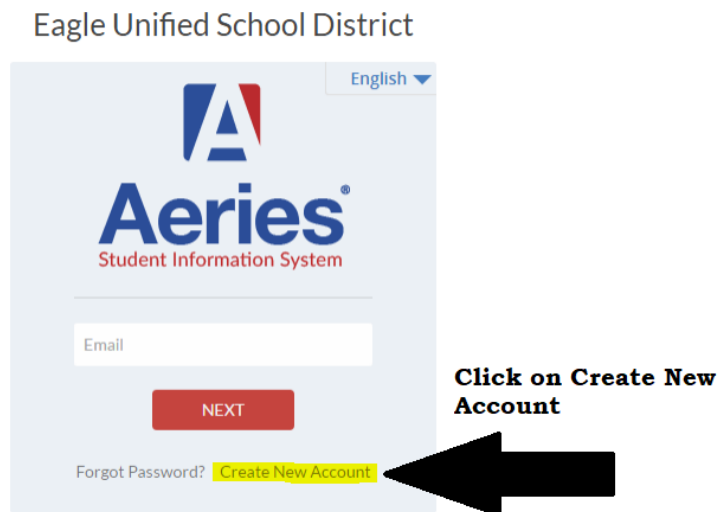 Eagle Unified School District
English
A
Aeries®
Student Information System
Email
NEXT
Click on Create New
Account
Forgot Password? Create New Account